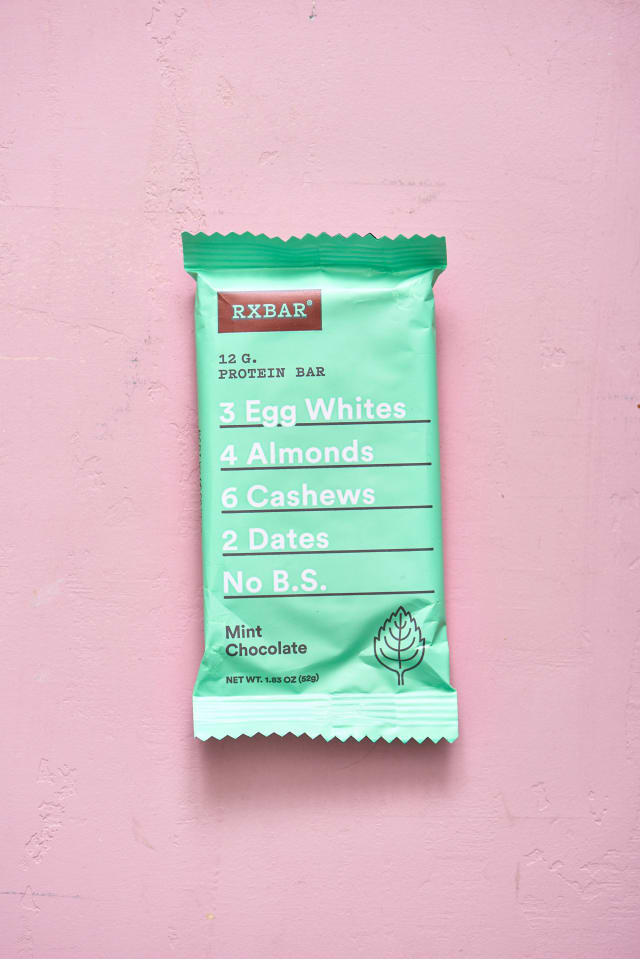 RXBAR®
12 G.
PROTEIN BAR
3 Egg Whites
4 Almonds
6 Cashews
2 Dates
No B.S.
Mint
Chocolate
NET WT. 1.83 OZ (52g)